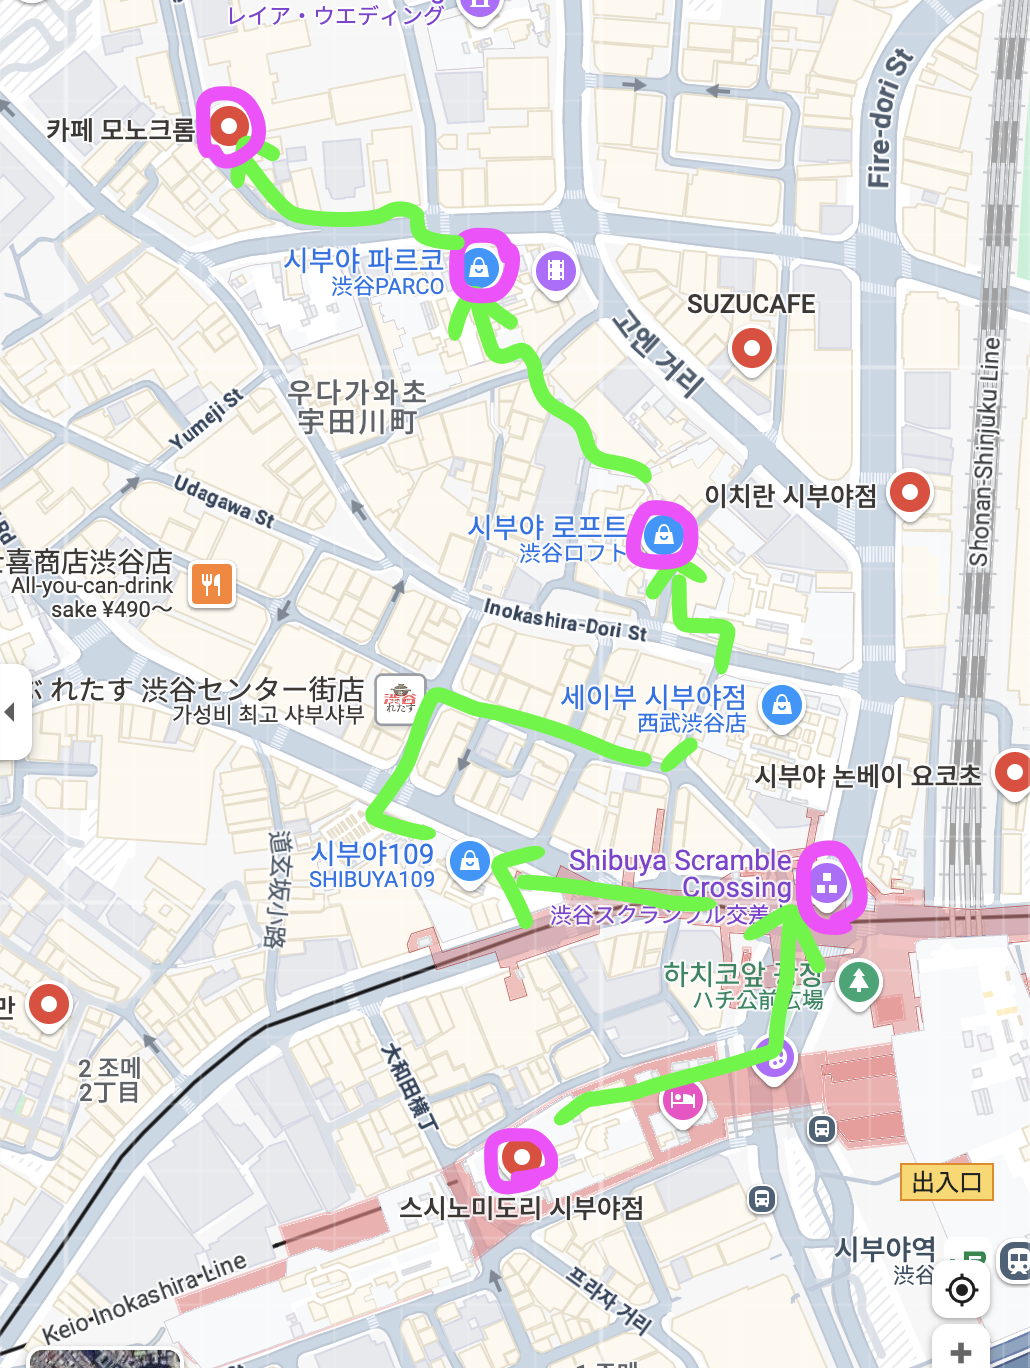 レイア・ウエディング
Fire-dori St
카페 모노크롬
시부야 파르코
渋谷PARCO
SUZUCAFE
고엔 거리
Shonan-Shinjuku Line
우다가와초
宇田川町
Yumeji St
Udagawa St
이치란 시부야점
시부야 로프트
渋谷ロフト
喜商店渋谷店
All-you-can-drink
sake ¥490～
Inokashira-Dori St
れたす 渋谷センター街店
가성비 최고 샤부샤부
세이부 시부야점
西武渋谷店
시부야 논베이 요코초
道玄坂小路
시부야109
SHIBUYA109
Shibuya Scramble
Crossing
渋谷スクランブル交差
하치코앞 광장
ハチ公前広場
만
2 조메
2丁目
大和田横丁
스시노미도리 시부야점
出入口
시부야역
渋谷
Keio-Inokashira-Line
프라자 거리